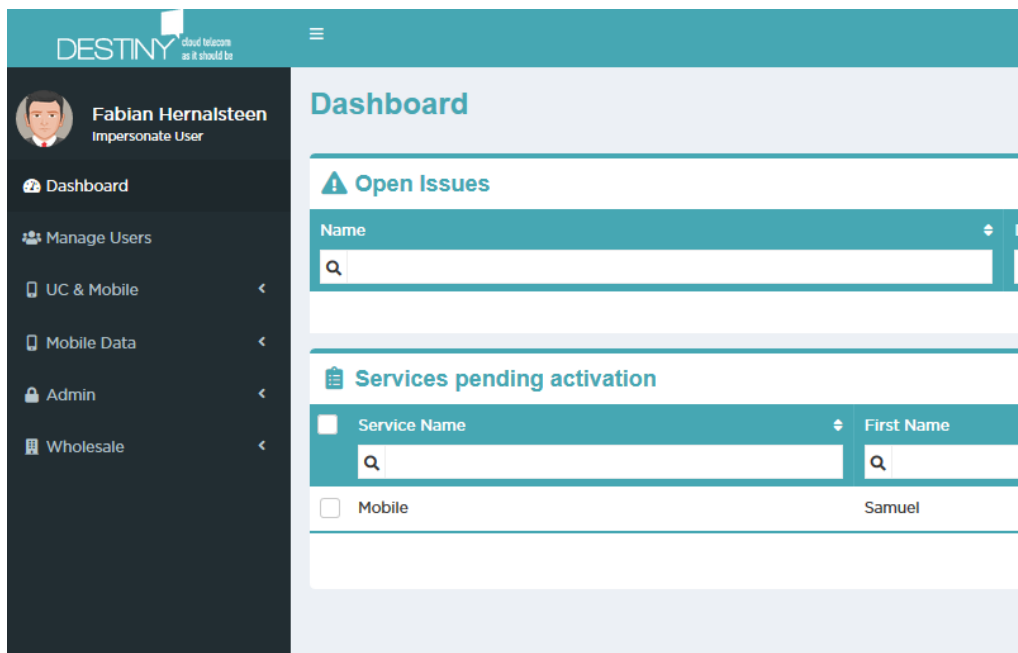 DESTINY cloud telecom
as it should be
Fabian Hernalsteen
Impersonate User
Dashboard
Manage Users
UC & Mobile
Mobile Data
Admin
Wholesale
Dashboard
Open Issues
Name
Services pending activation
Service Name First Name
Mobile Samuel